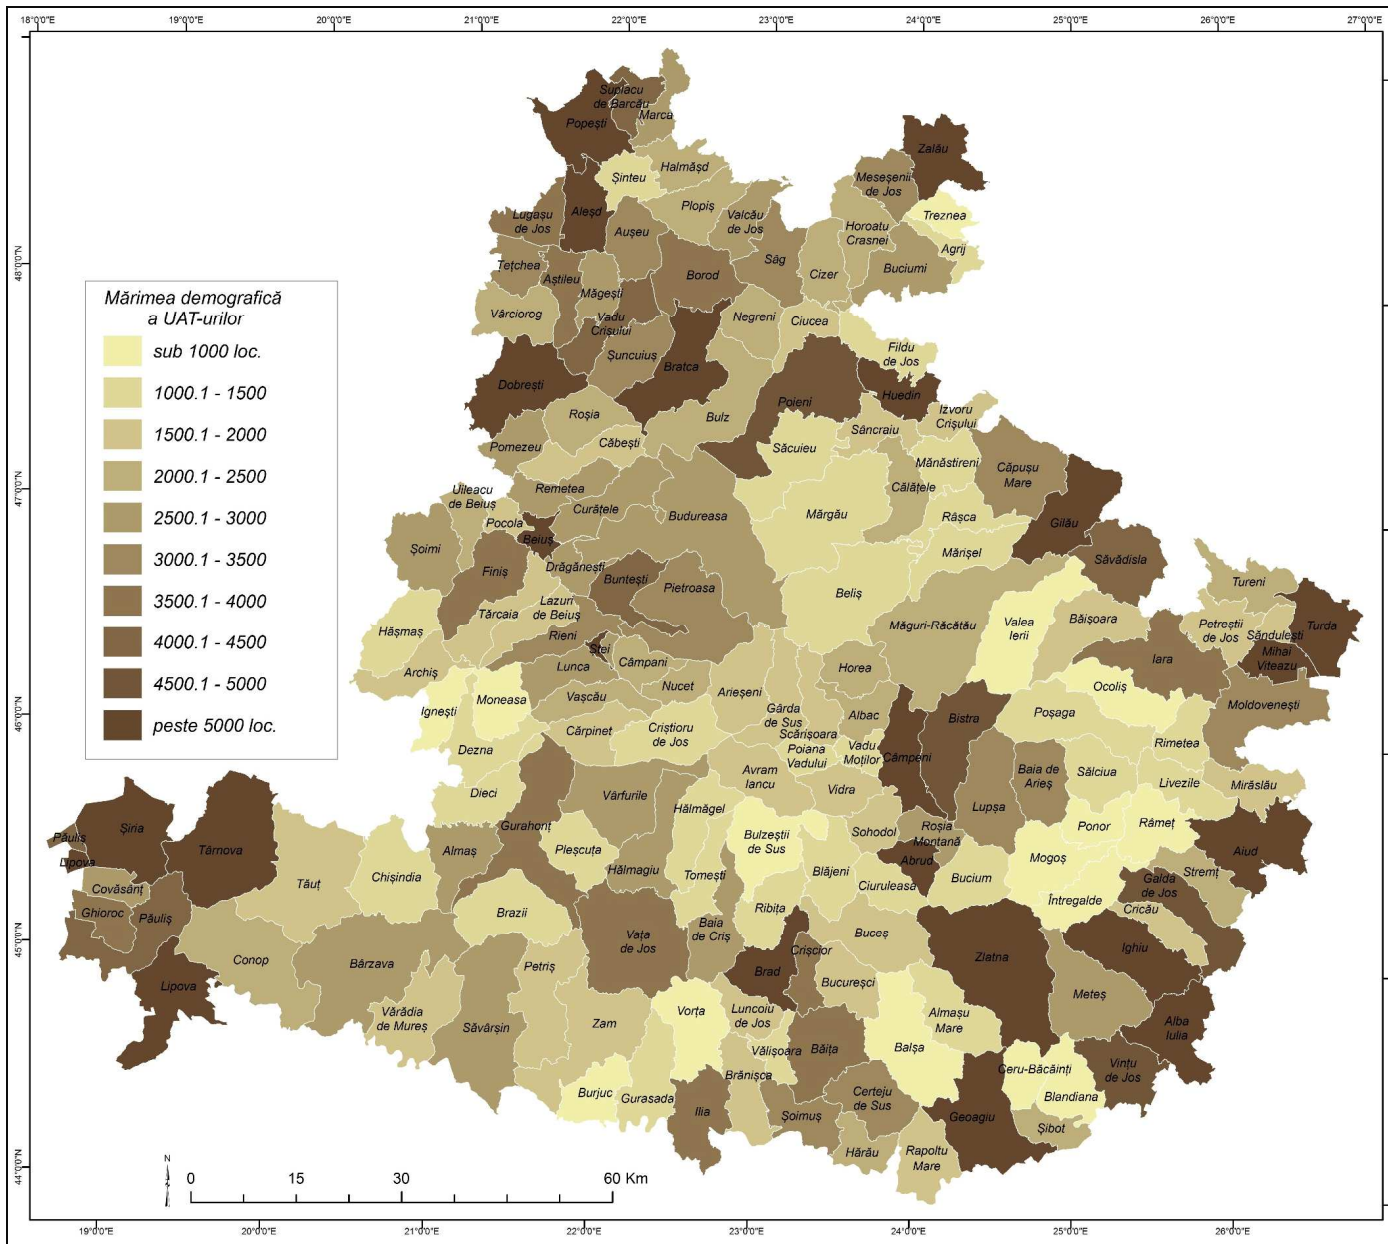 18°0'0"E 19°0'0"E 20°0'0"E 21°0'0"E 22°0'0"E 23°0'0"E 24°0'0"E 25°0'0"E 26°0'0"E 27°0'0"E
48°0'0"N
47°0'0"N
46°0'0"N
45°0'0"N
44°0'0"N
Mărimea demografică
a UAT-urilor
sub 1000 loc.
1000.1 - 1500
1500.1 - 2000
2000.1 - 2500
2500.1 - 3000
3000.1 - 3500
3500.1 - 4000
4000.1 - 4500
4500.1 - 5000
peste 5000 loc.
Suplacu
de Barcău
Marca
Popești
Zalău
Halmășd
Șinteu
Meseșenii
de Jos
Plopiș
Valcău
de Jos
Treznea
Lugașu
de Jos
Aleșd
Aușeu
Horoatu
Crasnei
Agrij
Țețchea
Aștileu
Măgești
Borod
Săg
Cizer
Buciumi
Vârciorog
Vadu
Crișului
Negreni
Ciucea
Șuncuiuș
Fildu
de Jos
Dobrești
Bratca
Poieni
Huedin
Roșia
Bulz
Izvoru
Crișului
Sâncraiu
Pomezeu
Căbești
Săcuieu
Mănăstireni
Căpușu
Mare
Uileacu
de Beiuș
Remetea
Călățele
Curățele
Budureasa
Mărgău
Râșca
Pocola
Gilău
Beiuș
Șoimi
Mărișel
Săvădisla
Finiș
Drăgănești
Buntești
Pietroasa
Beliș
Tureni
Lazuri
de Beiuș
Tărcaia
Hășmaș
Măguri-Răcătău
Valea
Ierii
Băișoara
Petreștii
de Jos
Săndulești
Turda
Rieni
Ștei
Mihai
Viteazu
Lunca
Câmpani
Iara
Archiș
Horea
Nucet
Arieșeni
Ocoliș
Moneasa
Vașcău
Moldovenești
Ignești
Gârda
de Sus
Albac
Bistra
Poșaga
Cărpinet
Criștioru
de Jos
Scărișoara
Dezna
Poiana
Vadului
Vadu
Moților
Câmpeni
Rimetea
Avram
Iancu
Baia de
Arieș
Sălciua
Livezile
Mirăslău
Dieci
Vârfurile
Vidra
Hălmăgel
Lupșa
Șiria
Păuliș
Gurahonț
Bulzeștii
de Sus
Sohodol
Roșia
Montană
Ponor
Râmeț
Târnova
Almaș
Pleșcuța
Lipova
Abrud
Mogoș
Aiud
Hălmagiu
Tomești
Blăjeni
Tăuț
Chișindia
Ciuruleasa
Bucium
Stremț
Covăsânț
Galda
de Jos
Întregalde
Ghioroc
Păuliș
Brazii
Ribița
Cricău
Vața
de Jos
Baia
de Criș
Buceș
Ighiu
Crișcior
Zlatna
Conop
Bârzava
Petriș
Brad
Lipova
Bucureșci
Meteș
Vărădia
de Mureș
Săvârșin
Zam
Vorța
Luncoiu
de Jos
Almașu
Mare
Alba
Iulia
Vălișoara
Băița
Balșa
Ceru-Băcăinți
Vințu
de Jos
Brănișca
Burjuc
Gurasada
Certeju
de Sus
Blandiana
Ilia
Șoimuș
Geoagiu
Șibot
Hărău
Rapoltu
Mare
N
0 15 30 60 Km
19°0'0"E 20°0'0"E 21°0'0"E 22°0'0"E 23°0'0"E 24°0'0"E 25°0'0"E 26°0'0"E